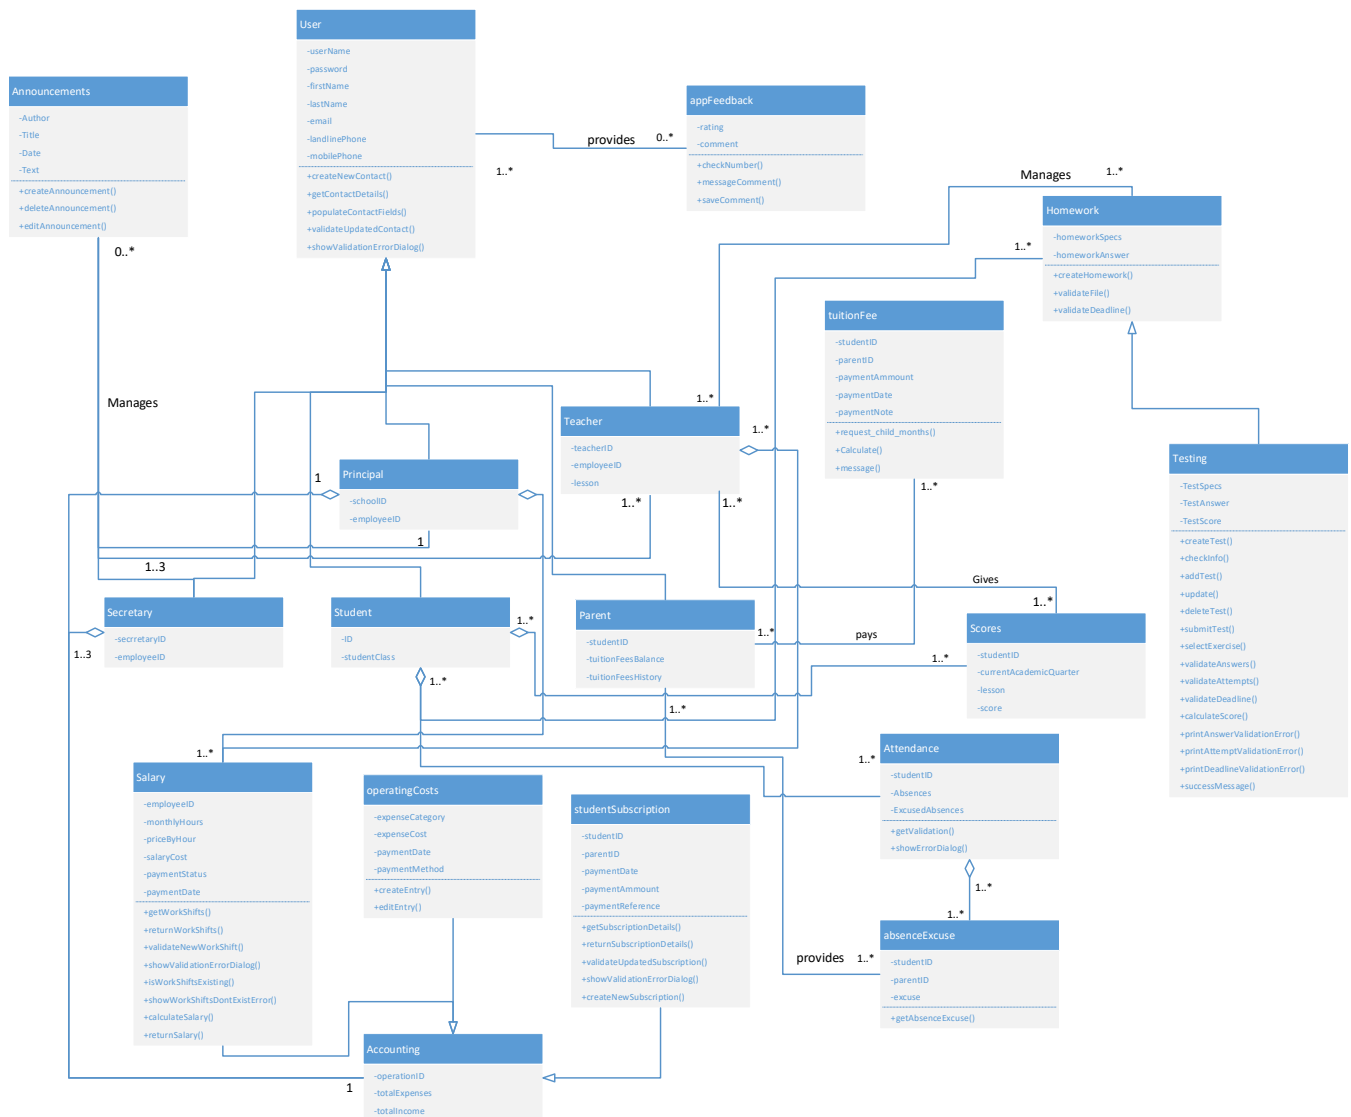 User
-userName
-password
-firstName
-lastName
-email
-landlinePhone
-mobilePhone
+createNewContact()
+getContactDetails()
+populateContactFields()
+validateUpdatedContact()
+showValidationErrorDialog()
1..*
Announcements
-Author
-Title
-Date
-Text
+createAnnouncement()
+deleteAnnouncement()
+editAnnouncement()
0..*
Manages
appFeedback
-rating
-comment
+checkNumber()
+messageComment()
+saveComment()
provides
0..*
Manages
1..*
Homework
-homeworkSpecs
-homeworkAnswer
+createHomework()
+validateFile()
+validateDeadline()
1..*
tuitionFee
-studentID
-parentID
-paymentAmmount
-paymentDate
-paymentNote
+request_child_months()
+Calculate()
+message()
1..*
1..*
Teacher
-teacherID
-employeeID
-lesson
1..*
1..*
1..*
Principal
-schoolID
-employeeID
1
1
Testing
-TestSpecs
-TestAnswer
-TestScore
+createTest()
+checkInfo()
+addTest()
+update()
+deleteTest()
+submitTest()
+selectExercise()
+validateAnswers()
+validateAttempts()
+validateDeadline()
+calculateScore()
+printAnswerValidationError()
+printAttemptValidationError()
+printDeadlineValidationError()
+successMessage()
1..3
Secretary
-secrretaryID
-employeeID
1..3
Student
-ID
-studentClass
1..*
1..*
Parent
-studentID
-tuitionFeesBalance
-tuitionFeesHistory
1..*
1..*
pays
Gives
1..*
Scores
-studentID
-currentAcademicQuarter
-lesson
-score
1..*
1..*
Salary
-employeeID
-monthlyHours
-priceByHour
-salaryCost
-paymentStatus
-paymentDate
+getWorkShifts()
+returnWorkShifts()
+validateNewWorkShift()
+showValidationErrorDialog()
+isWorkShiftsExisting()
+showWorkShiftsDontExistError()
+calculateSalary()
+returnSalary()
operatingCosts
-expenseCategory
-expenseCost
-paymentDate
-paymentMethod
+createEntry()
+editEntry()
studentSubscription
-studentID
-parentID
-paymentDate
-paymentAmmount
-paymentReference
+getSubscriptionDetails()
+returnSubscriptionDetails()
+validateUpdatedSubscription()
+showValidationErrorDialog()
+createNewSubscription()
1..*
Attendance
-studentID
-Absences
-ExcusedAbsences
+getValidation()
+showErrorDialog()
1..*
1..*
absenceExcuse
-studentID
-parentID
-excuse
+getAbsenceExcuse()
provides
1..*
Accounting
-operationID
-totalExpenses
-totalIncome
1